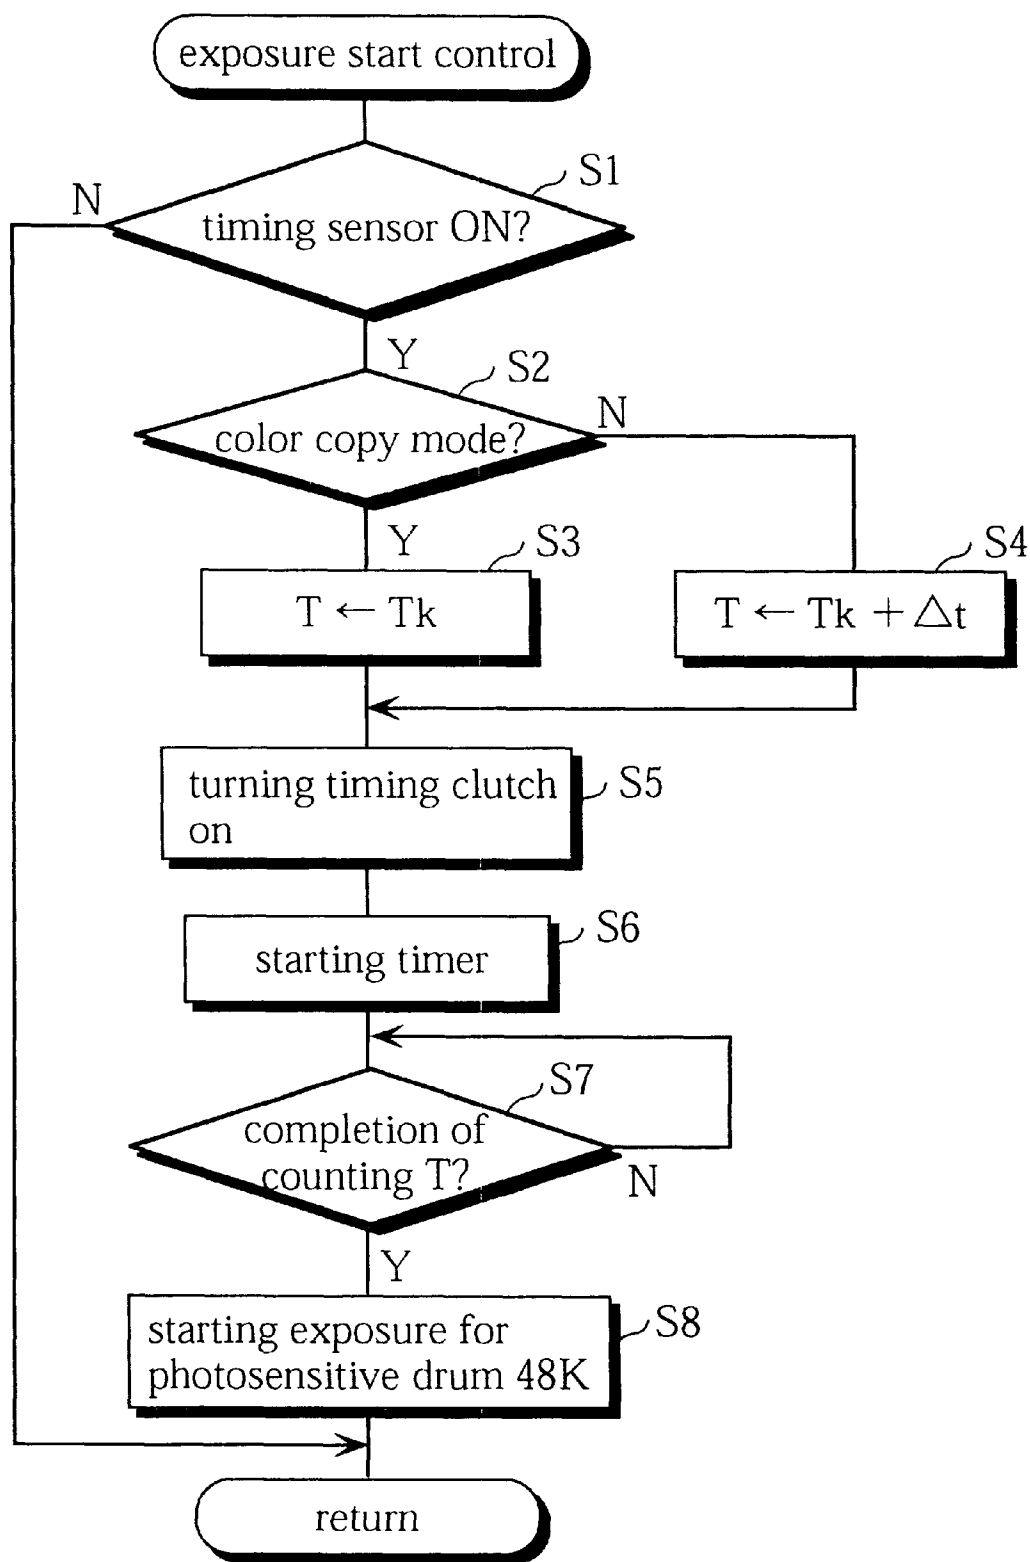 exposure start control
S1
N
timing sensor ON?
Y
S2
N
color copy mode?
Y
S3
S4
T ← Tk
T ← Tk + Δt
turning timing clutch
on
S5
S6
starting timer
S7
completion of
counting T?
N
Y
starting exposure for
photosensitive drum 48K
S8
return